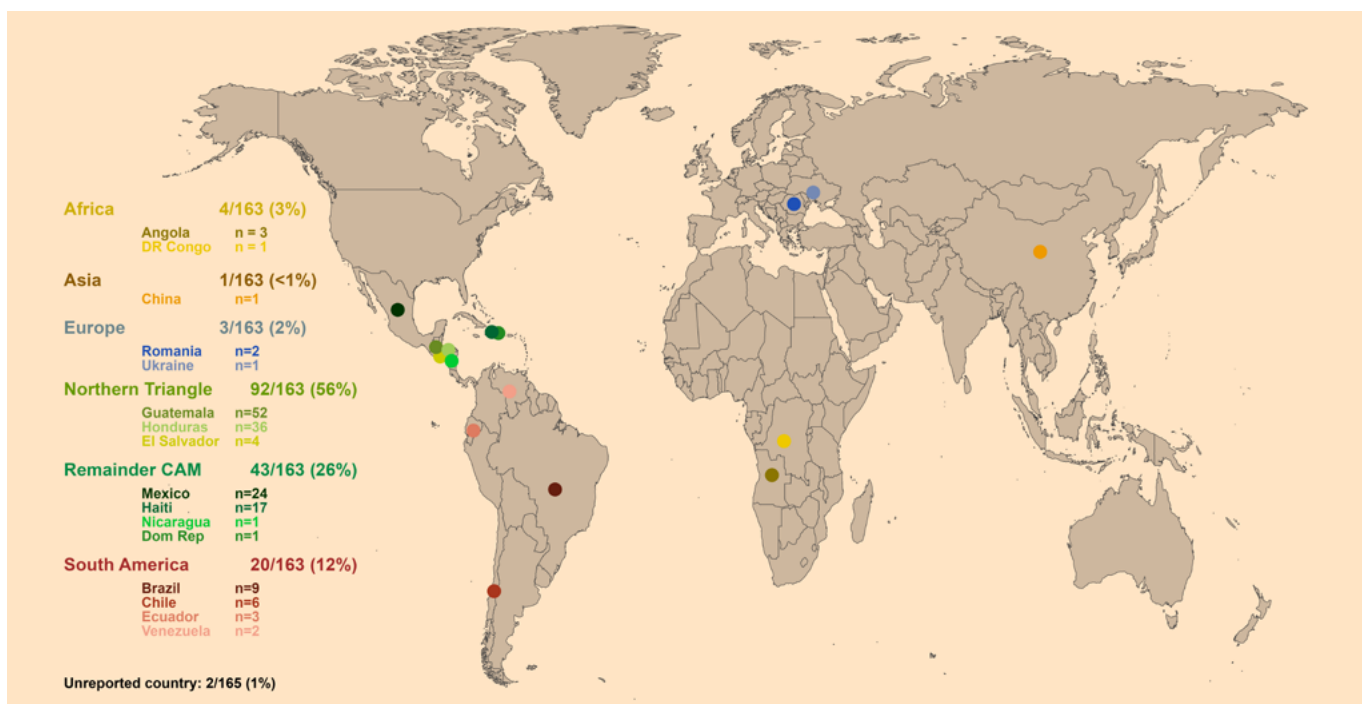 Africa 4/163 (3%)
Angola n = 3
DR Congo n = 1
Asia 1/163 (<1%)
China n=1
Europe 3/163 (2%)
Romania n=2
Ukraine n=1
Northern Triangle 92/163 (56%)
Guatemala n=52
Honduras n=36
El Salvador n=4
Remainder CAM 43/163 (26%)
Mexico n=24
Haiti n=17
Nicaragua n=1
Dom Rep n=1
South America 20/163 (12%)
Brazil n=9
Chile n=6
Ecuador n=3
Venezuela n=2
Unreported country: 2/165 (1%)